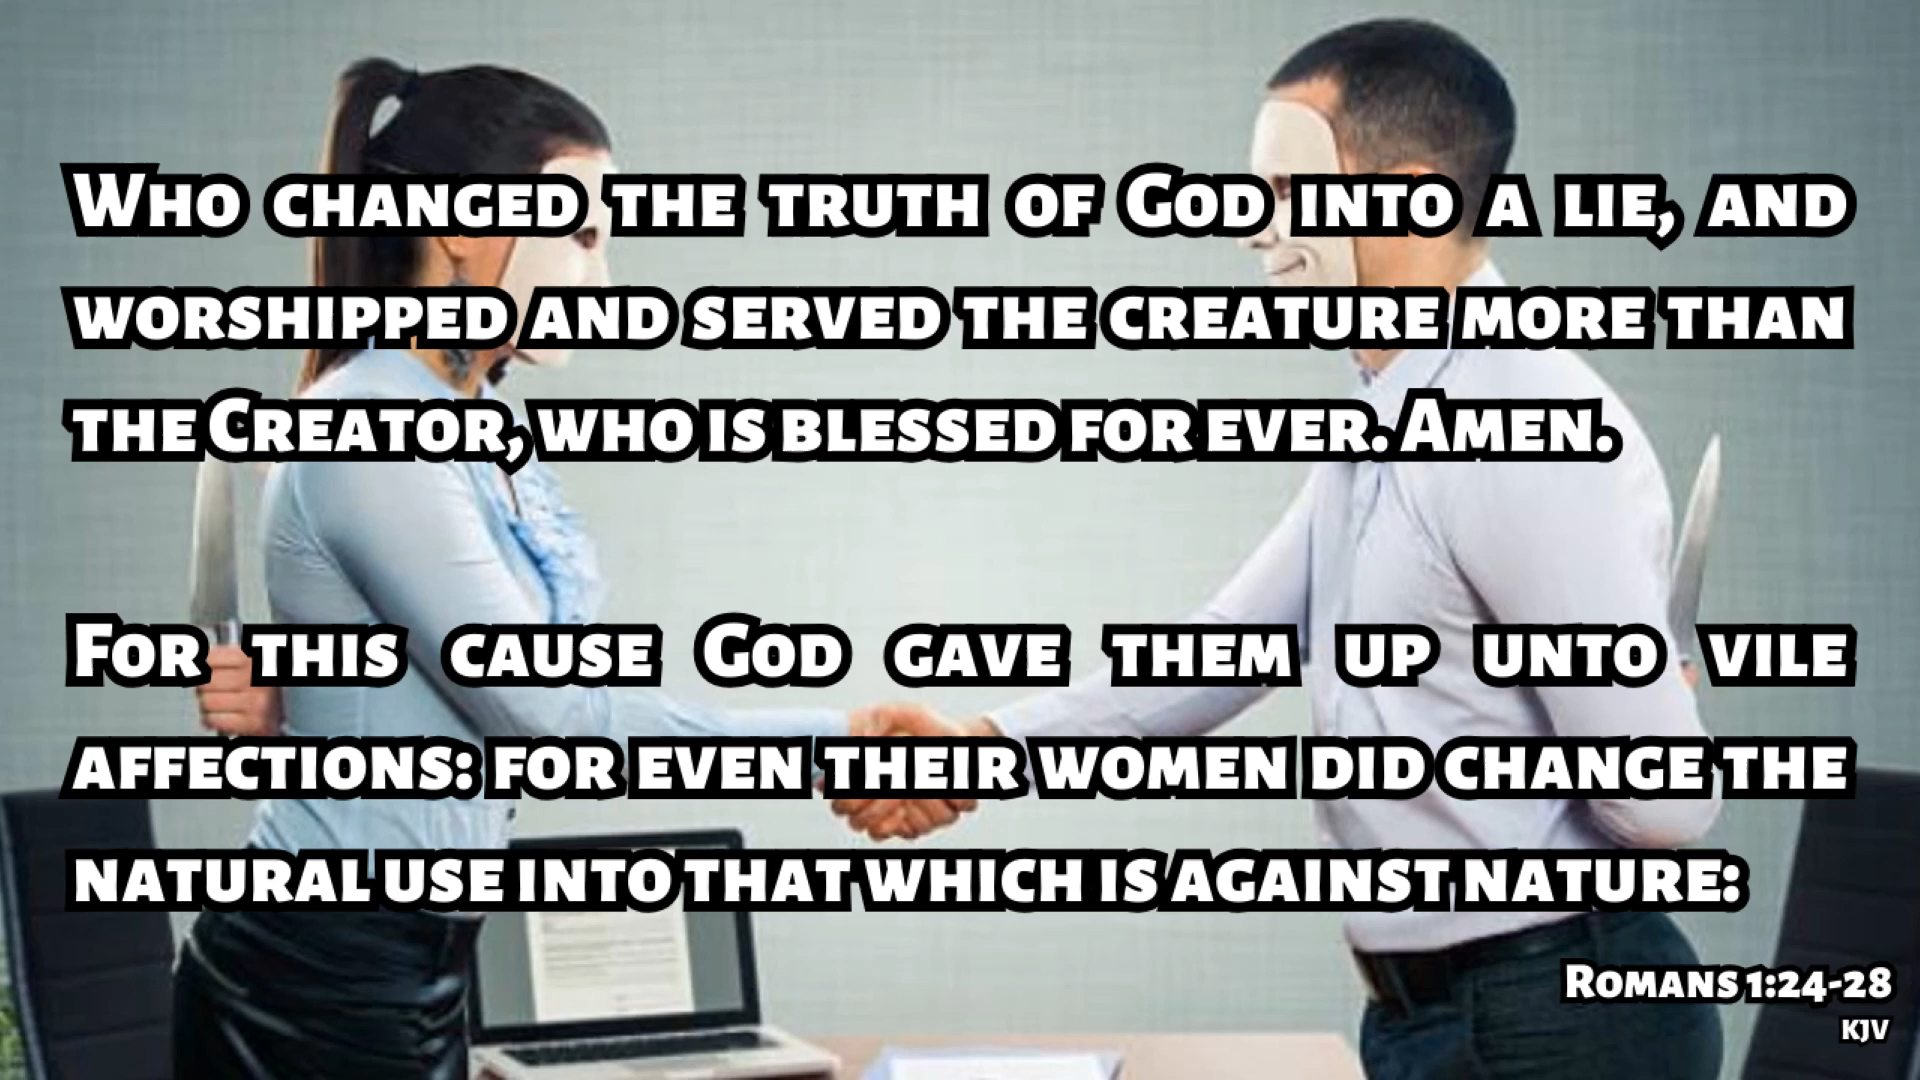 Who changed the truth of God into a lie, and
worshipped and served the creature more than
the Creator, who is blessed for ever. Amen.
For this cause God gave them up unto vile
affections: for even their women did change the
natural use into that which is against nature:
Romans 1:24-28
KJV